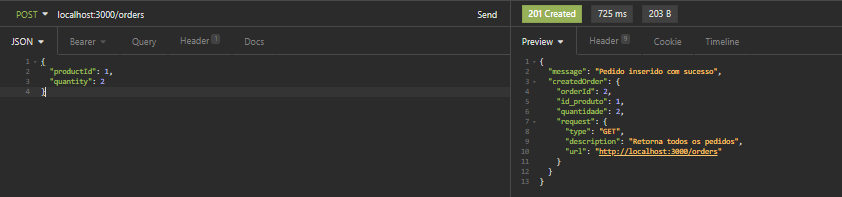 POST localhost:3000/orders Send
201 Created 725 ms 203 B
JSON Bearer Query Header 1 Docs
Preview Header 9 Cookie Timeline
1 {
2 "productId": 1,
3 "quantity": 2
4 }
1 {
2 "message": "Pedido inserido com sucesso",
3 "createdOrder": {
4 "orderId": 2,
5 "id_produto": 1,
6 "quantidade": 2,
7 "request": {
8 "type": "GET",
9 "description": "Retorna todos os pedidos",
10 "url": "http://localhost:3000/orders"
11 }
12 }
13 }